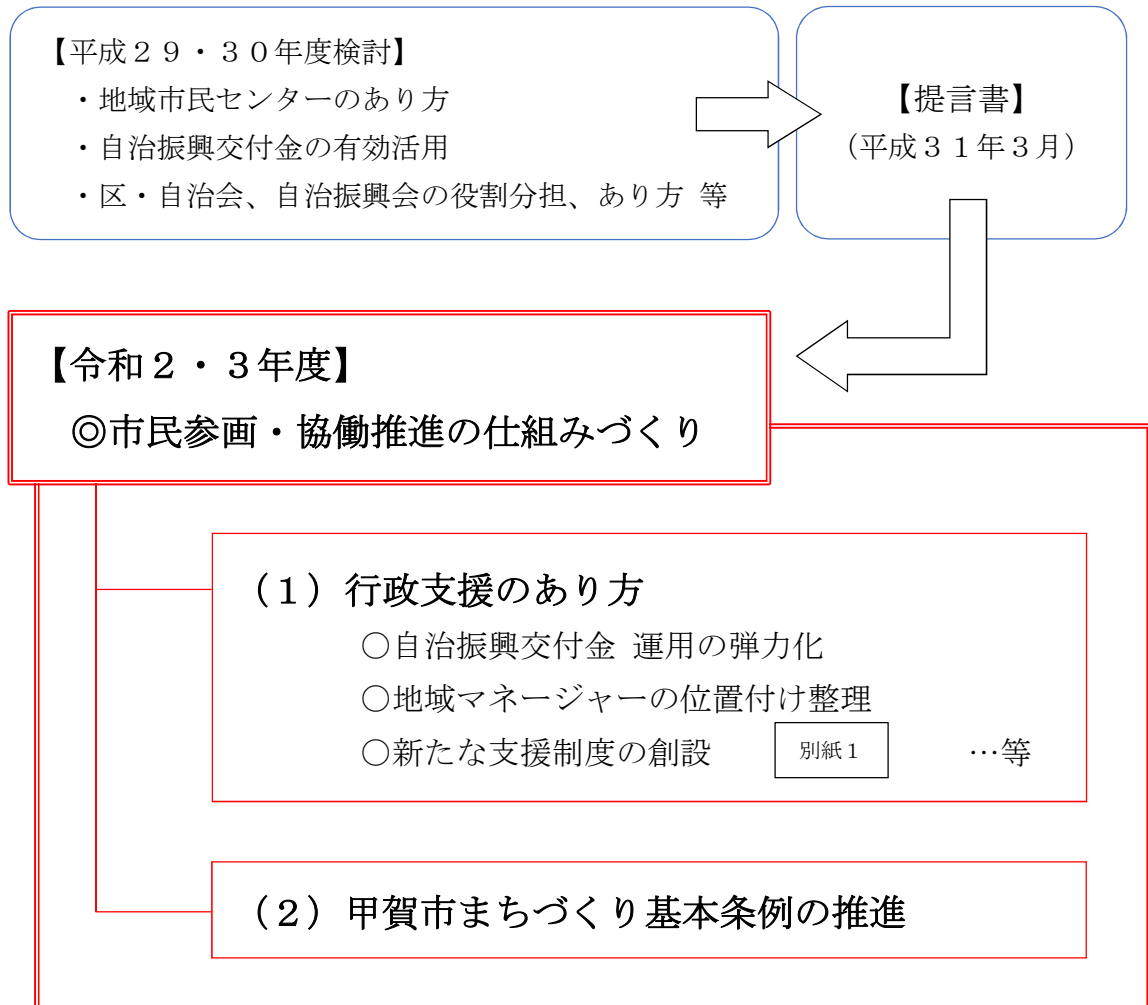 【平成２９・３０年度検討】
・地域市民センターのあり方
・自治振興交付金の有効活用
・区・自治会、自治振興会の役割分担、あり方 等
【提言書】
（平成３１年３月）
【令和２・３年度】
◎市民参画・協働推進の仕組みづくり
（１）行政支援のあり方
○自治振興交付金 運用の弾力化
○地域マネージャーの位置付け整理
○新たな支援制度の創設 別紙１ …等
（２）甲賀市まちづくり基本条例の推進